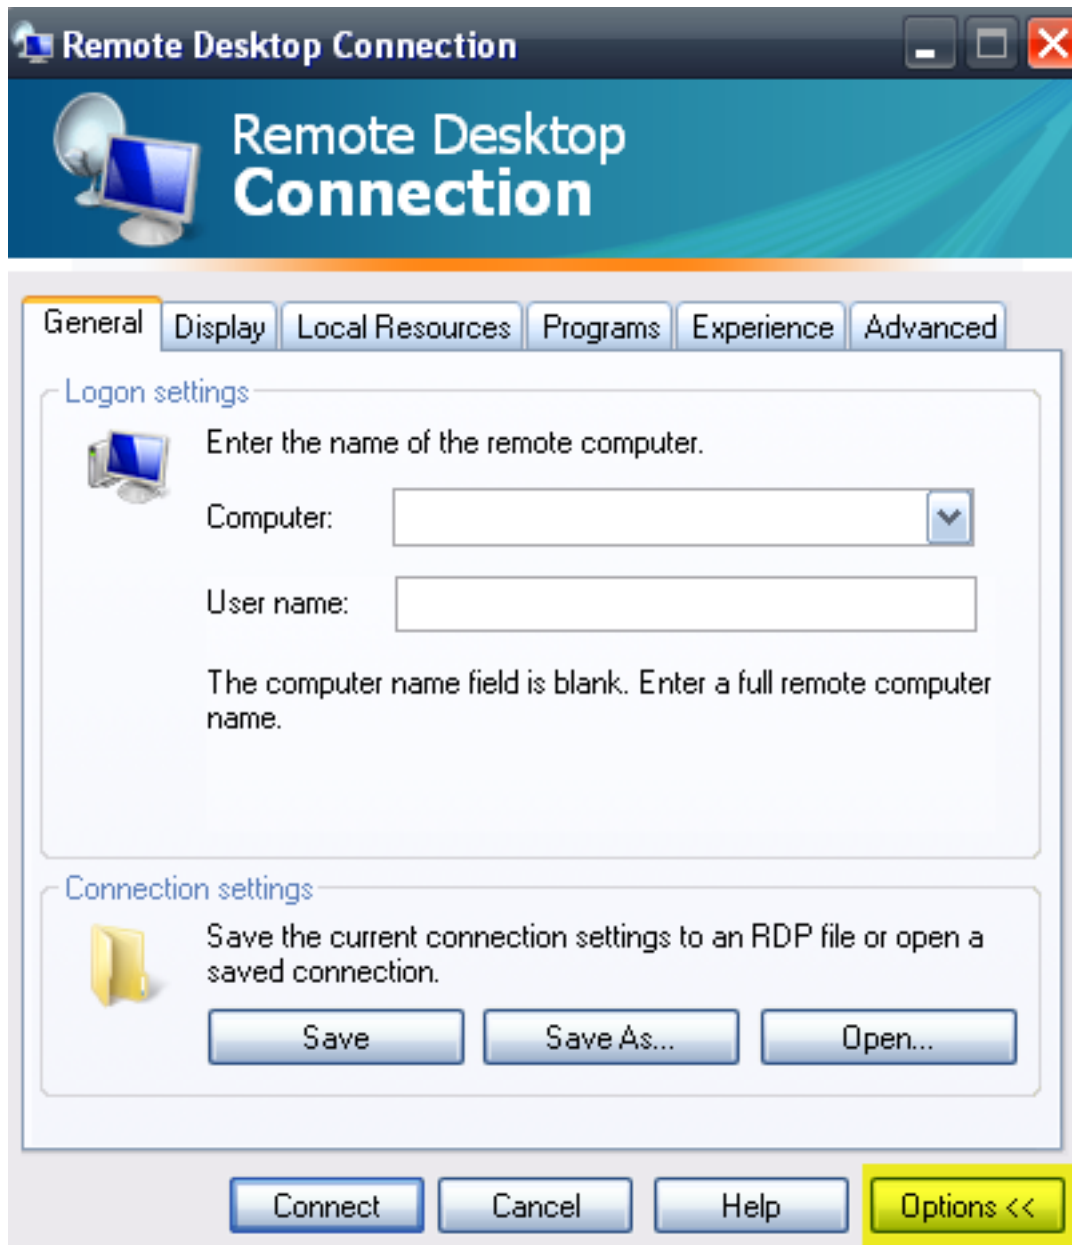 Remote Desktop Connection
Remote Desktop
Connection
General
Display
Local Resources
Programs
Experience
Advanced
Logon settings
Enter the name of the remote computer.
Computer:
User name:
The computer name field is blank. Enter a full remote computer
name.
Connection settings
Save the current connection settings to an RDP file or open a
saved connection.
Save
Save As...
Open...
Connect
Cancel
Help
Options <<